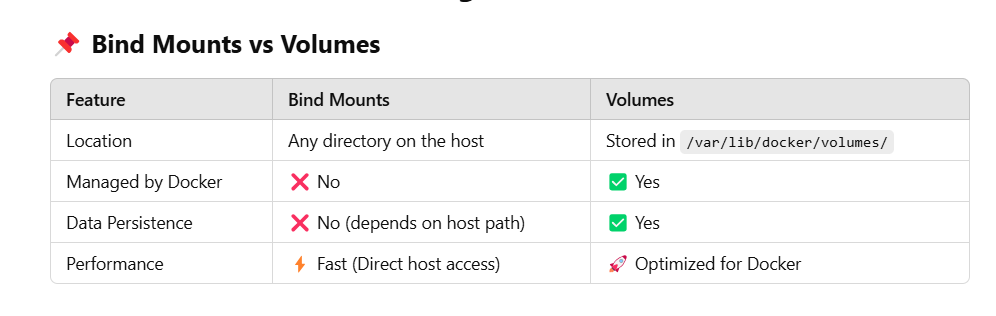 📌 Bind Mounts vs Volumes
Feature Bind Mounts Volumes
Location Any directory on the host Stored in /var/lib/docker/volumes/
Managed by Docker ❌ No ✅ Yes
Data Persistence ❌ No (depends on host path) ✅ Yes
Performance ⚡ Fast (Direct host access) 🚀 Optimized for Docker